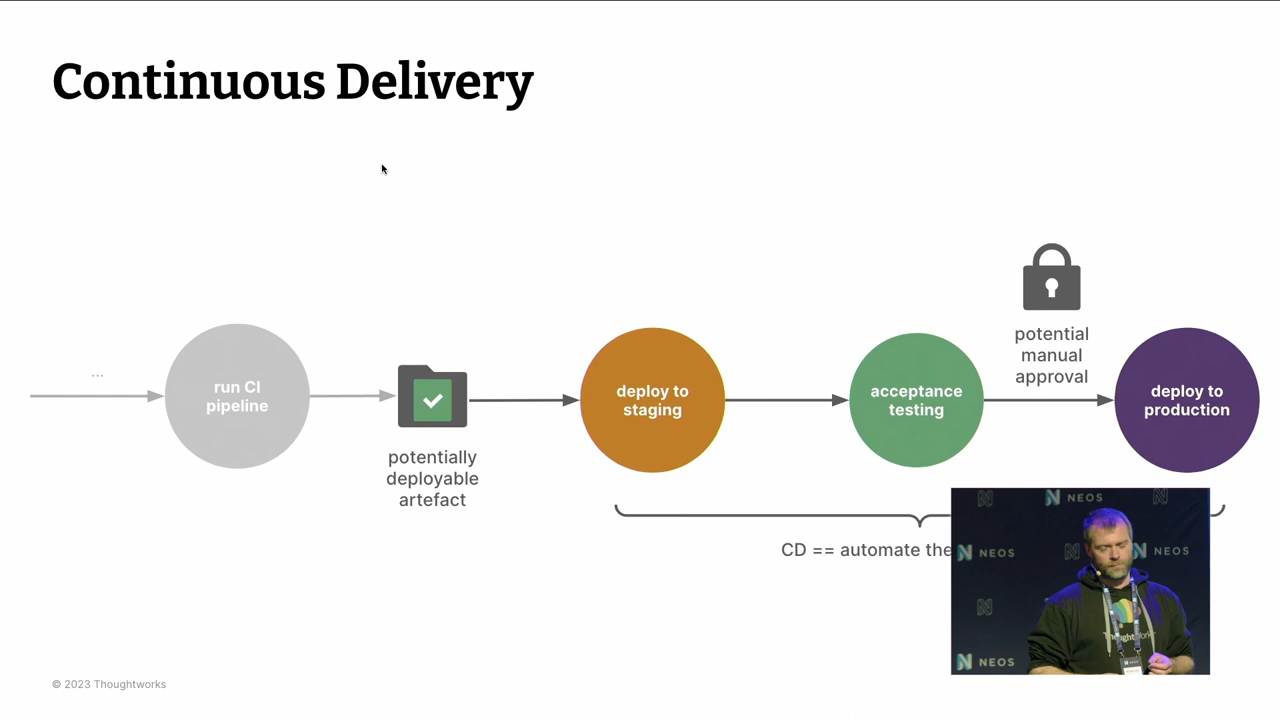 Continuous Delivery
...
run CI
pipeline
potentially
deployable
artefact
deploy to
staging
acceptance
testing
potential
manual
approval
deploy to
production
CD == automate the
NEOS
NEOS
NEOS
NEOS
© 2023 Thoughtworks